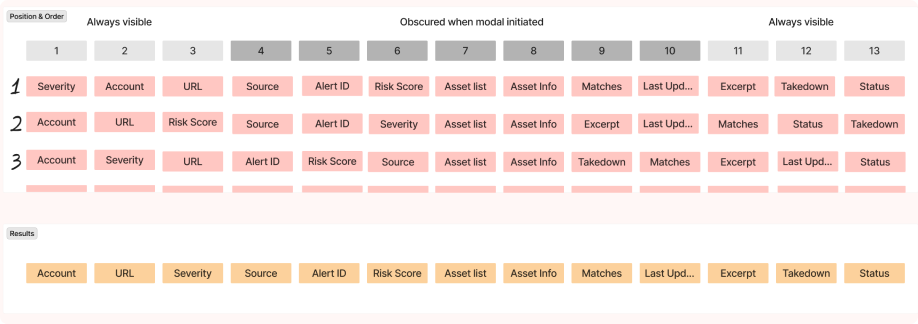 Position & Order
Always visible Obscured when modal initiated Always visible
1 2 3 4 5 6 7 8 9 10 11 12 13
1 Severity Account URL Source Alert ID Risk Score Asset list Asset Info Matches Last Upd... Excerpt Takedown Status
2 Account URL Risk Score Source Alert ID Severity Asset list Asset Info Excerpt Last Upd... Matches Status Takedown
3 Account Severity URL Alert ID Risk Score Source Asset list Asset Info Takedown Matches Excerpt Last Upd... Status
Results
Account URL Severity Source Alert ID Risk Score Asset list Asset Info Matches Last Upd... Excerpt Takedown Status